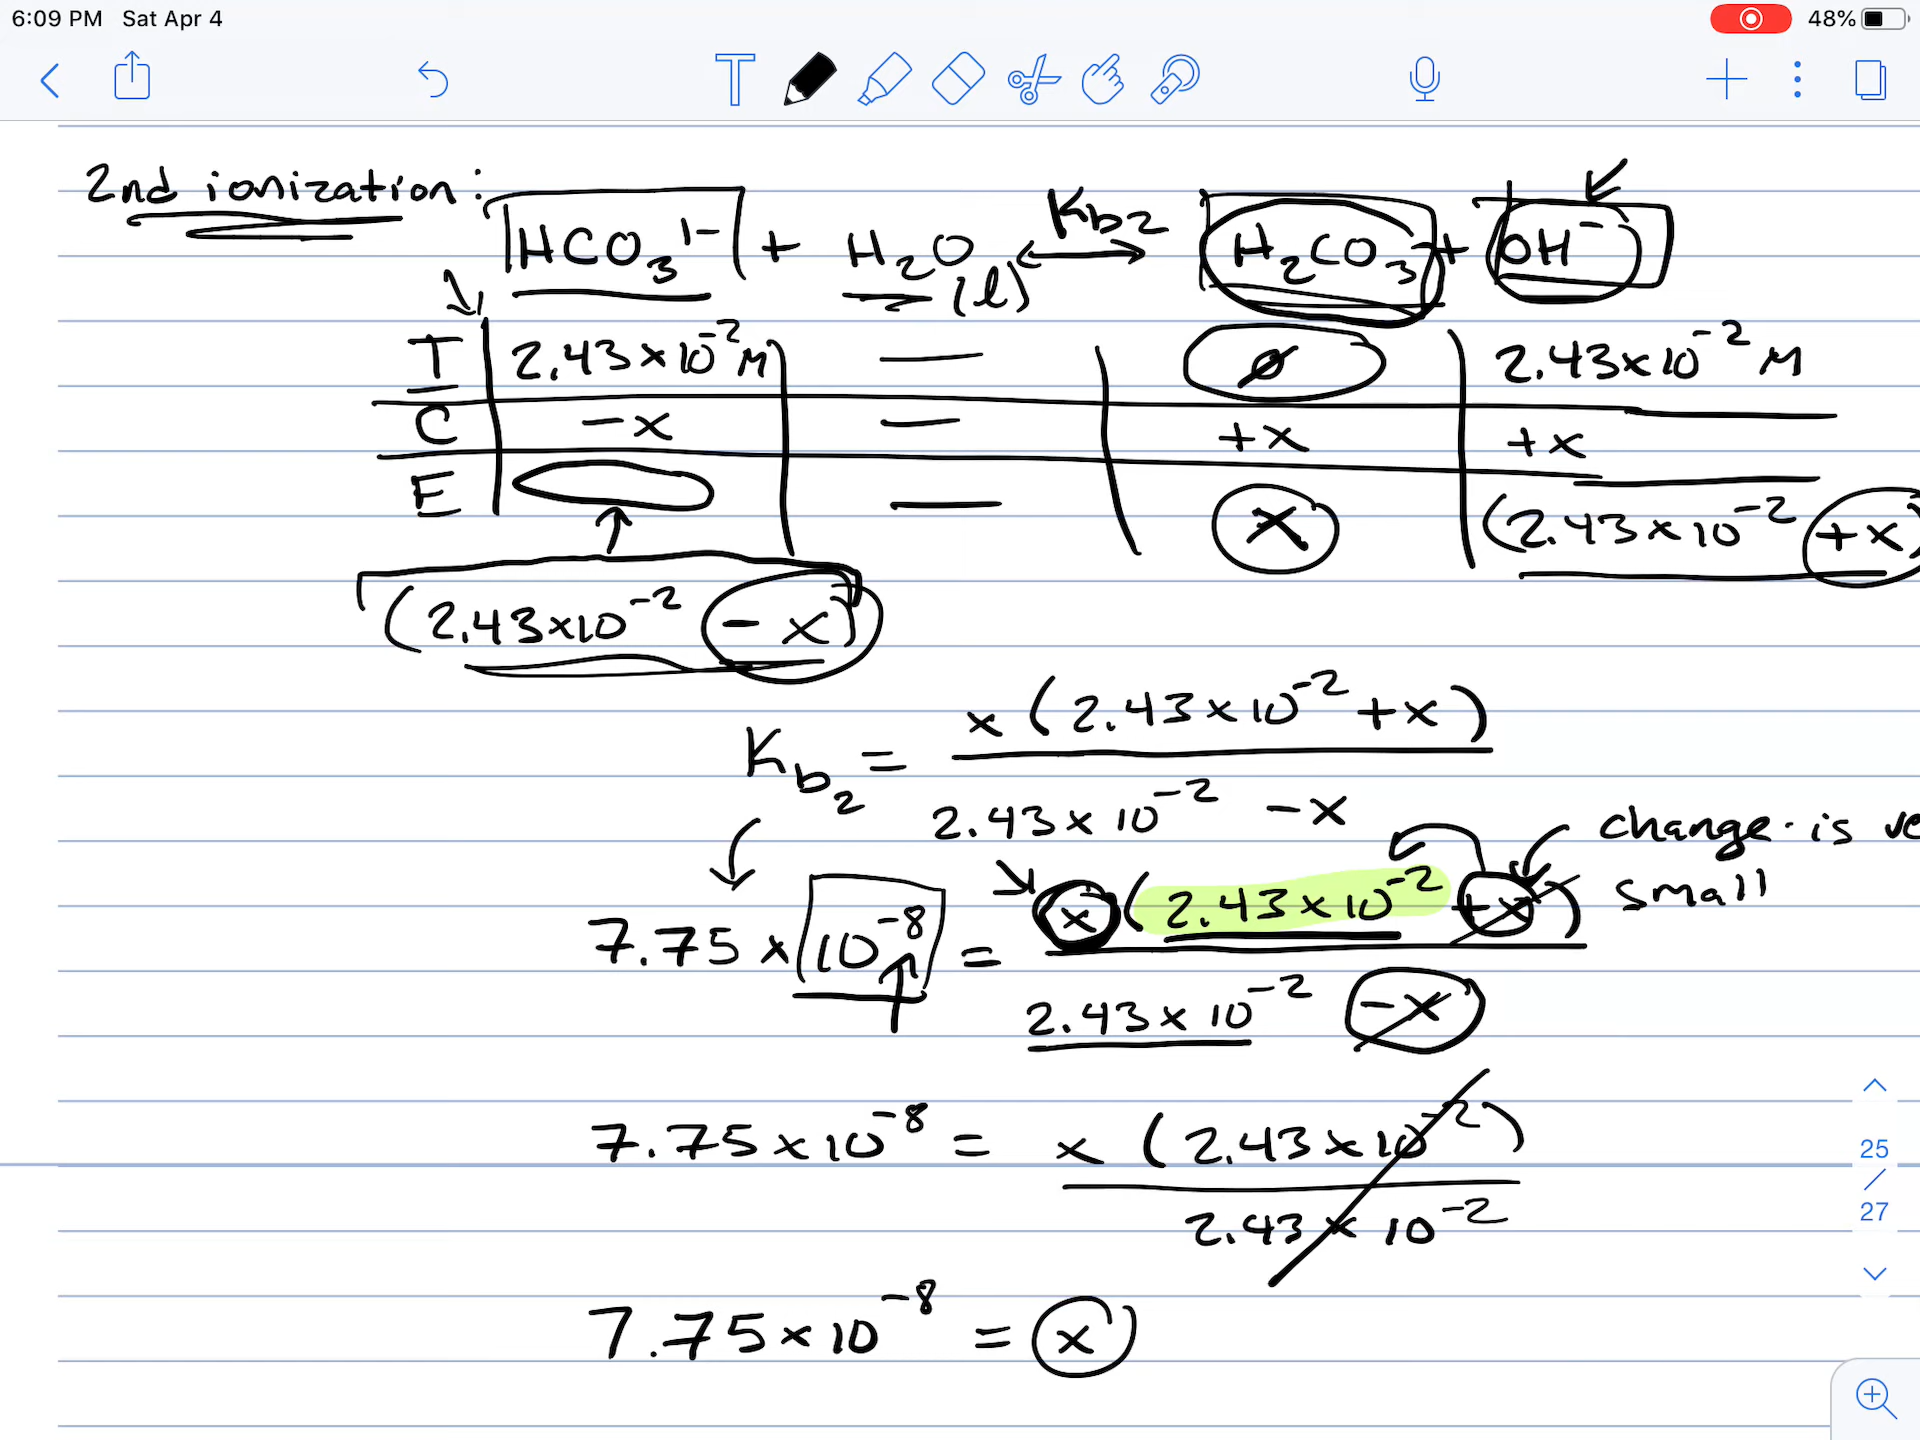 6:09 PM Sat Apr 4 48%
2nd ionization:
HCO₃¹⁻ + H₂O (l) ⟷ Kb2 H₂CO₃ + OH⁻
I 2.43×10⁻² M — ∅ 2.43×10⁻² M
C -x — +x +x
E — x (2.43×10⁻² +x)
(2.43×10⁻² - x)
Kb₂ = x(2.43×10⁻² +x) / 2.43×10⁻² -x
change is
small
7.75×10⁻⁸ = x(2.43×10⁻² +x) / 2.43×10⁻² -x
7.75×10⁻⁸ = x (2.43×10⁻²) / 2.43×10⁻²
7.75×10⁻⁸ = x
25
/
27